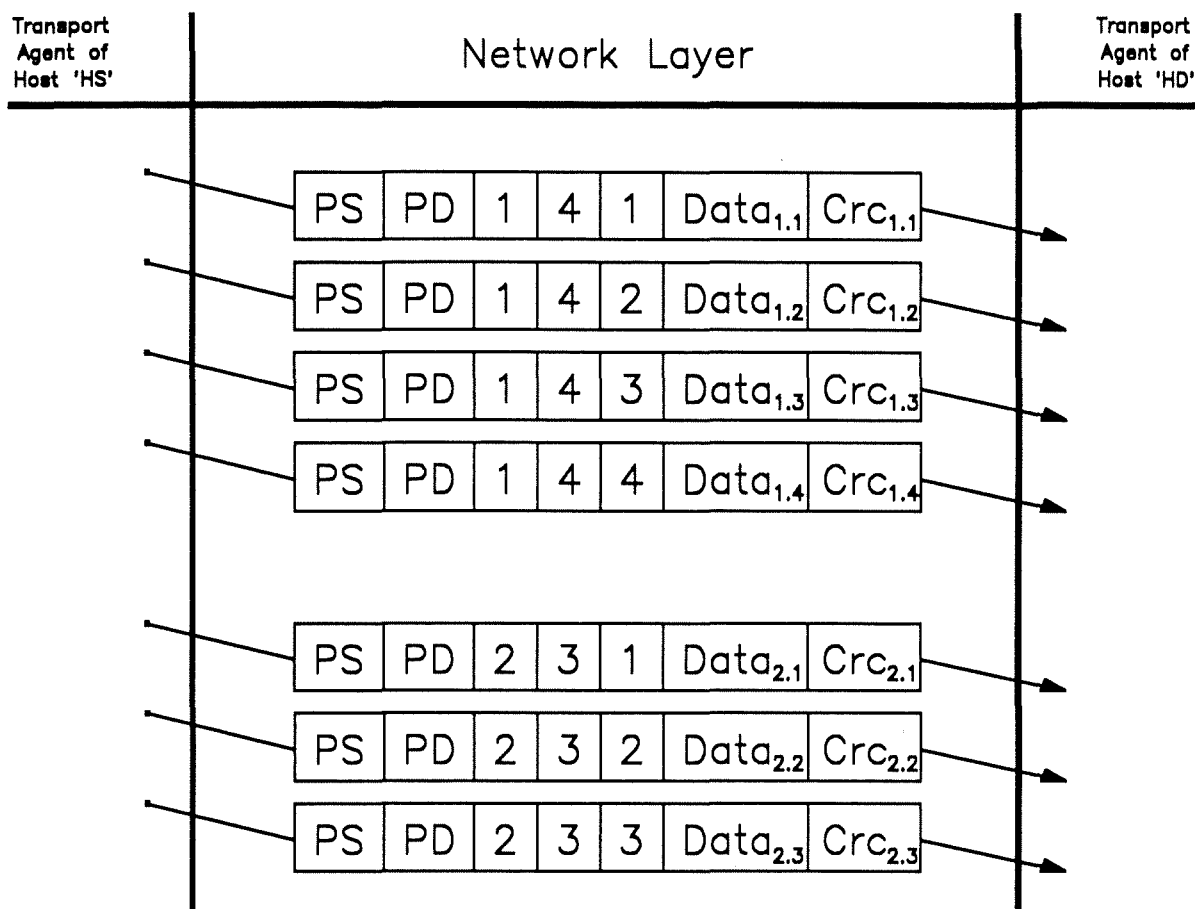 Transport
Agent of
Host 'HS'
Network Layer
Transport
Agent of
Host 'HD'
PS PD 1 4 1 Data1.1 Crc1.1
PS PD 1 4 2 Data1.2 Crc1.2
PS PD 1 4 3 Data1.3 Crc1.3
PS PD 1 4 4 Data1.4 Crc1.4
PS PD 2 3 1 Data2.1 Crc2.1
PS PD 2 3 2 Data2.2 Crc2.2
PS PD 2 3 3 Data2.3 Crc2.3